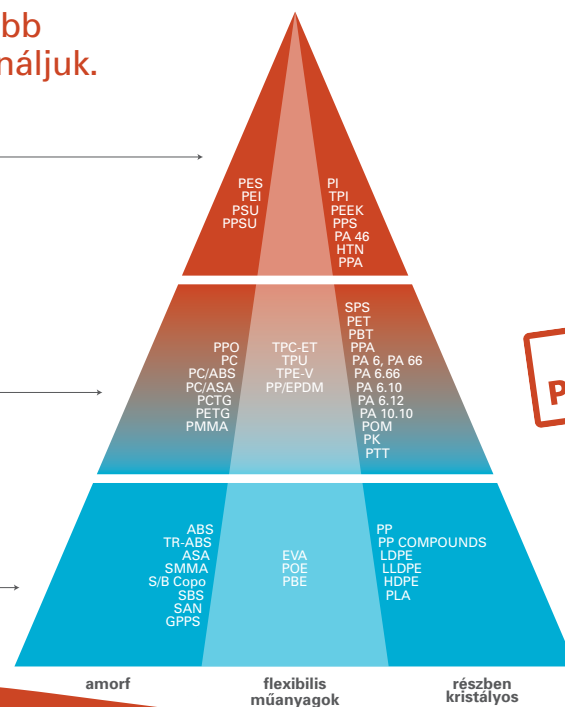 bb
náljuk.
PES
PEI
PSU
PPSU
PI
TPI
PEEK
PPS
PA 46
HTN
PPA
PPO
PC
PC/ABS
PC/ASA
PCTG
PETG
PMMA
TPC-ET
TPU
TPE-V
PP/EPDM
SPS
PET
PBT
PPA
PA 6, PA 66
PA 6.66
PA 6.10
PA 6.12
PA 10.10
POM
PK
PTT
P
ABS
TR-ABS
ASA
SMMA
S/B Copo
SBS
SAN
GPPS
EVA
POE
PBE
PP
PP COMPOUNDS
LDPE
LLDPE
HDPE
PLA
amorf
flexibilis
műanyagok
részben
kristályos